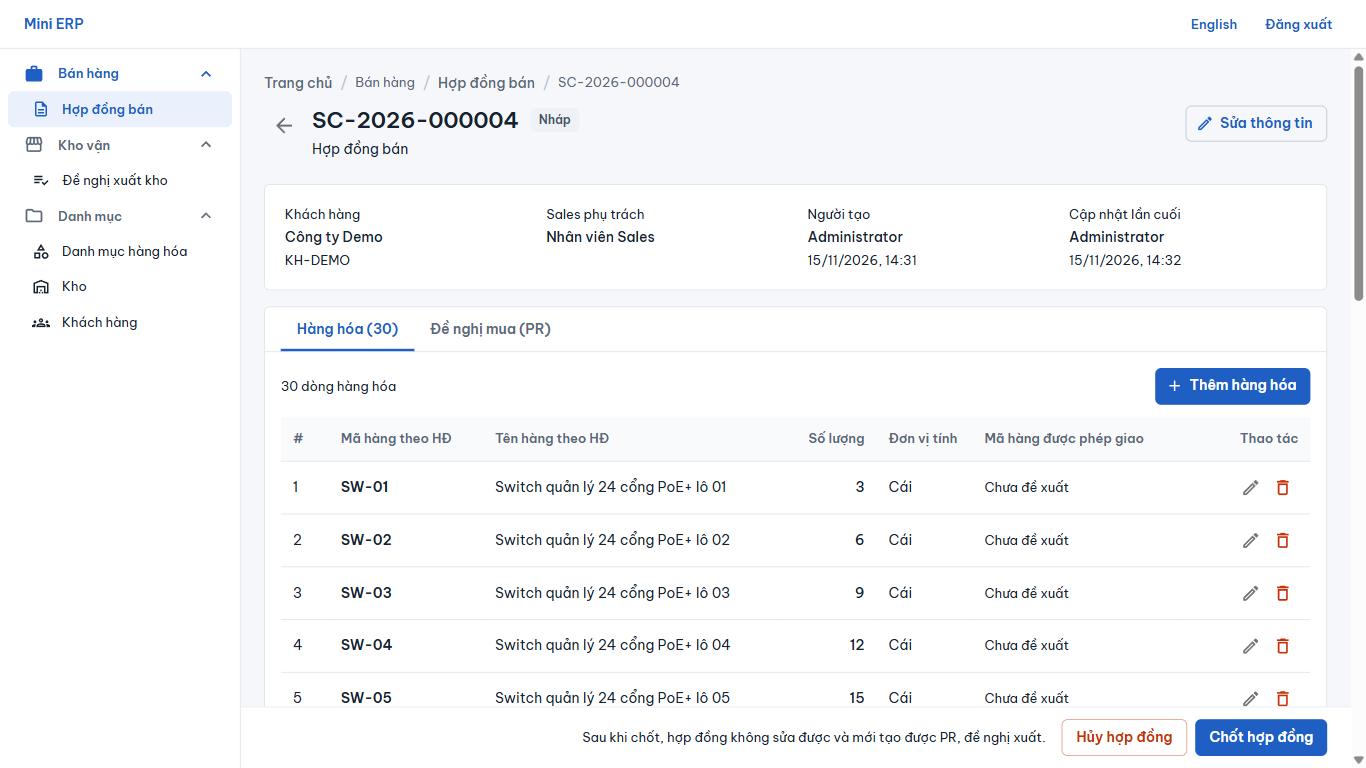 Mini ERP
English
Đăng xuất
Bán hàng
Hợp đồng bán
Kho vận
Đề nghị xuất kho
Danh mục
Danh mục hàng hóa
Kho
Khách hàng
Trang chủ / Bán hàng / Hợp đồng bán / SC-2026-000004
SC-2026-000004 Nháp
Hợp đồng bán
Sửa thông tin
Khách hàng
Công ty Demo
KH-DEMO
Sales phụ trách
Nhân viên Sales
Người tạo
Administrator
15/11/2026, 14:31
Cập nhật lần cuối
Administrator
15/11/2026, 14:32
Hàng hóa (30) Đề nghị mua (PR)
30 dòng hàng hóa
+ Thêm hàng hóa
# Mã hàng theo HĐ Tên hàng theo HĐ Số lượng Đơn vị tính Mã hàng được phép giao Thao tác
1 SW-01 Switch quản lý 24 cổng PoE+ lô 01 3 Cái Chưa đề xuất
2 SW-02 Switch quản lý 24 cổng PoE+ lô 02 6 Cái Chưa đề xuất
3 SW-03 Switch quản lý 24 cổng PoE+ lô 03 9 Cái Chưa đề xuất
4 SW-04 Switch quản lý 24 cổng PoE+ lô 04 12 Cái Chưa đề xuất
5 SW-05 Switch quản lý 24 cổng PoE+ lô 05 15 Cái Chưa đề xuất
Sau khi chốt, hợp đồng không sửa được và mới tạo được PR, đề nghị xuất.
Hủy hợp đồng
Chốt hợp đồng